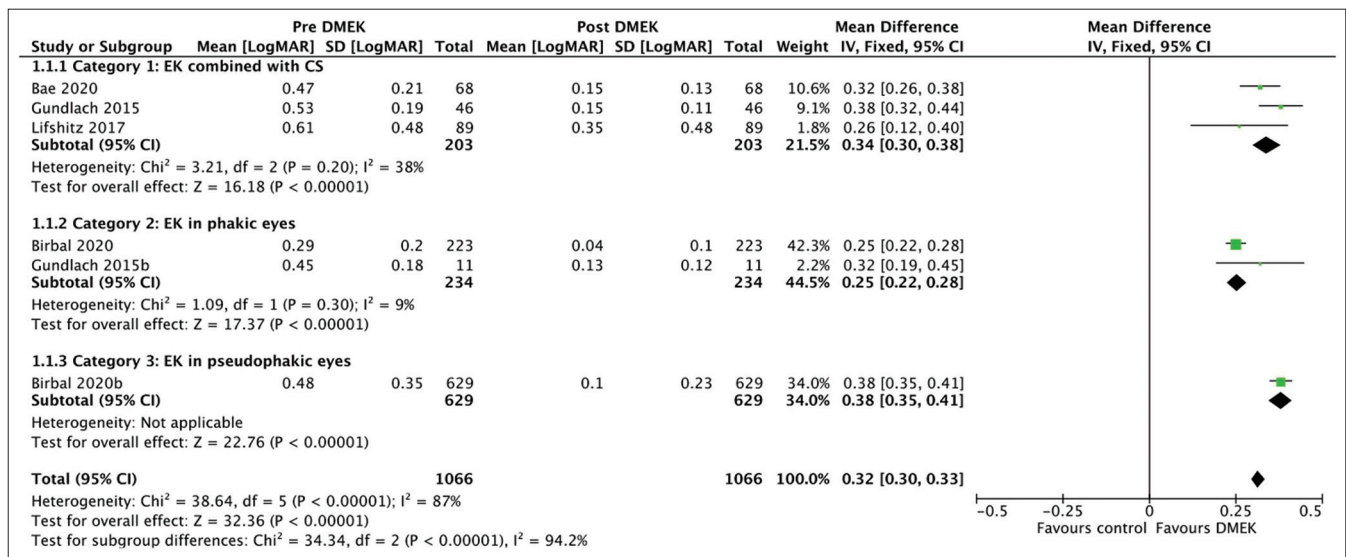 Pre DMEK Post DMEK Mean Difference Mean Difference
Study or Subgroup Mean [LogMAR] SD [LogMAR] Total Mean [LogMAR] SD [LogMAR] Total Weight IV, Fixed, 95% CI IV, Fixed, 95% CI
1.1.1 Category 1: EK combined with CS
Bae 2020 0.47 0.21 68 0.15 0.13 68 10.6% 0.32 [0.26, 0.38]
Gundlach 2015 0.53 0.19 46 0.15 0.11 46 9.1% 0.38 [0.32, 0.44]
Lifshitz 2017 0.61 0.48 89 0.35 0.48 89 1.8% 0.26 [0.12, 0.40]
Subtotal (95% CI) 203 203 21.5% 0.34 [0.30, 0.38]
Heterogeneity: Chi² = 3.21, df = 2 (P = 0.20); I² = 38%
Test for overall effect: Z = 16.18 (P < 0.00001)
1.1.2 Category 2: EK in phakic eyes
Birbal 2020 0.29 0.2 223 0.04 0.1 223 42.3% 0.25 [0.22, 0.28]
Gundlach 2015b 0.45 0.18 11 0.13 0.12 11 2.2% 0.32 [0.19, 0.45]
Subtotal (95% CI) 234 234 44.5% 0.25 [0.22, 0.28]
Heterogeneity: Chi² = 1.09, df = 1 (P = 0.30); I² = 9%
Test for overall effect: Z = 17.37 (P < 0.00001)
1.1.3 Category 3: EK in pseudophakic eyes
Birbal 2020b 0.48 0.35 629 0.1 0.23 629 34.0% 0.38 [0.35, 0.41]
Subtotal (95% CI) 629 629 34.0% 0.38 [0.35, 0.41]
Heterogeneity: Not applicable
Test for overall effect: Z = 22.76 (P < 0.00001)
Total (95% CI) 1066 1066 100.0% 0.32 [0.30, 0.33]
Heterogeneity: Chi² = 38.64, df = 5 (P < 0.00001); I² = 87%
Test for overall effect: Z = 32.36 (P < 0.00001)
Test for subgroup differences: Chi² = 34.34, df = 2 (P < 0.00001), I² = 94.2%
-0.5 -0.25 0 0.25 0.5
Favours control Favours DMEK